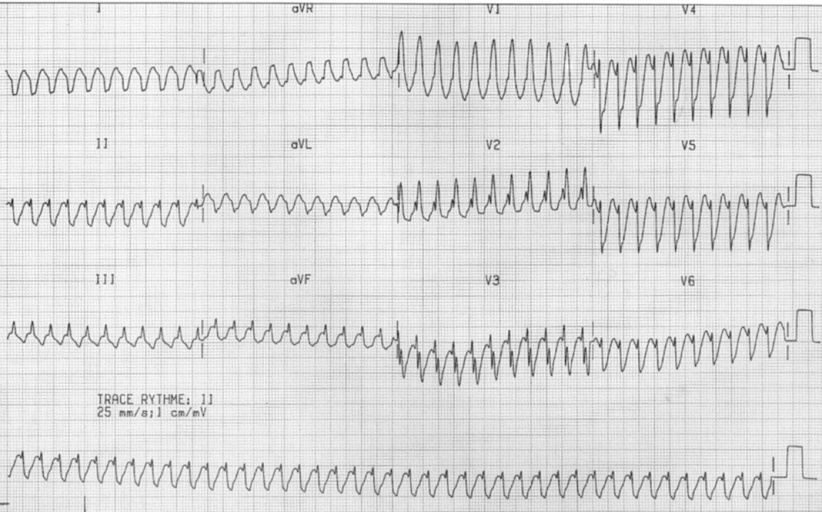 I aVR V1 V4
II aVL V2 V5
III aVF V3 V6
TRACE RYTHME: II
25 mm/s;1 cm/mV